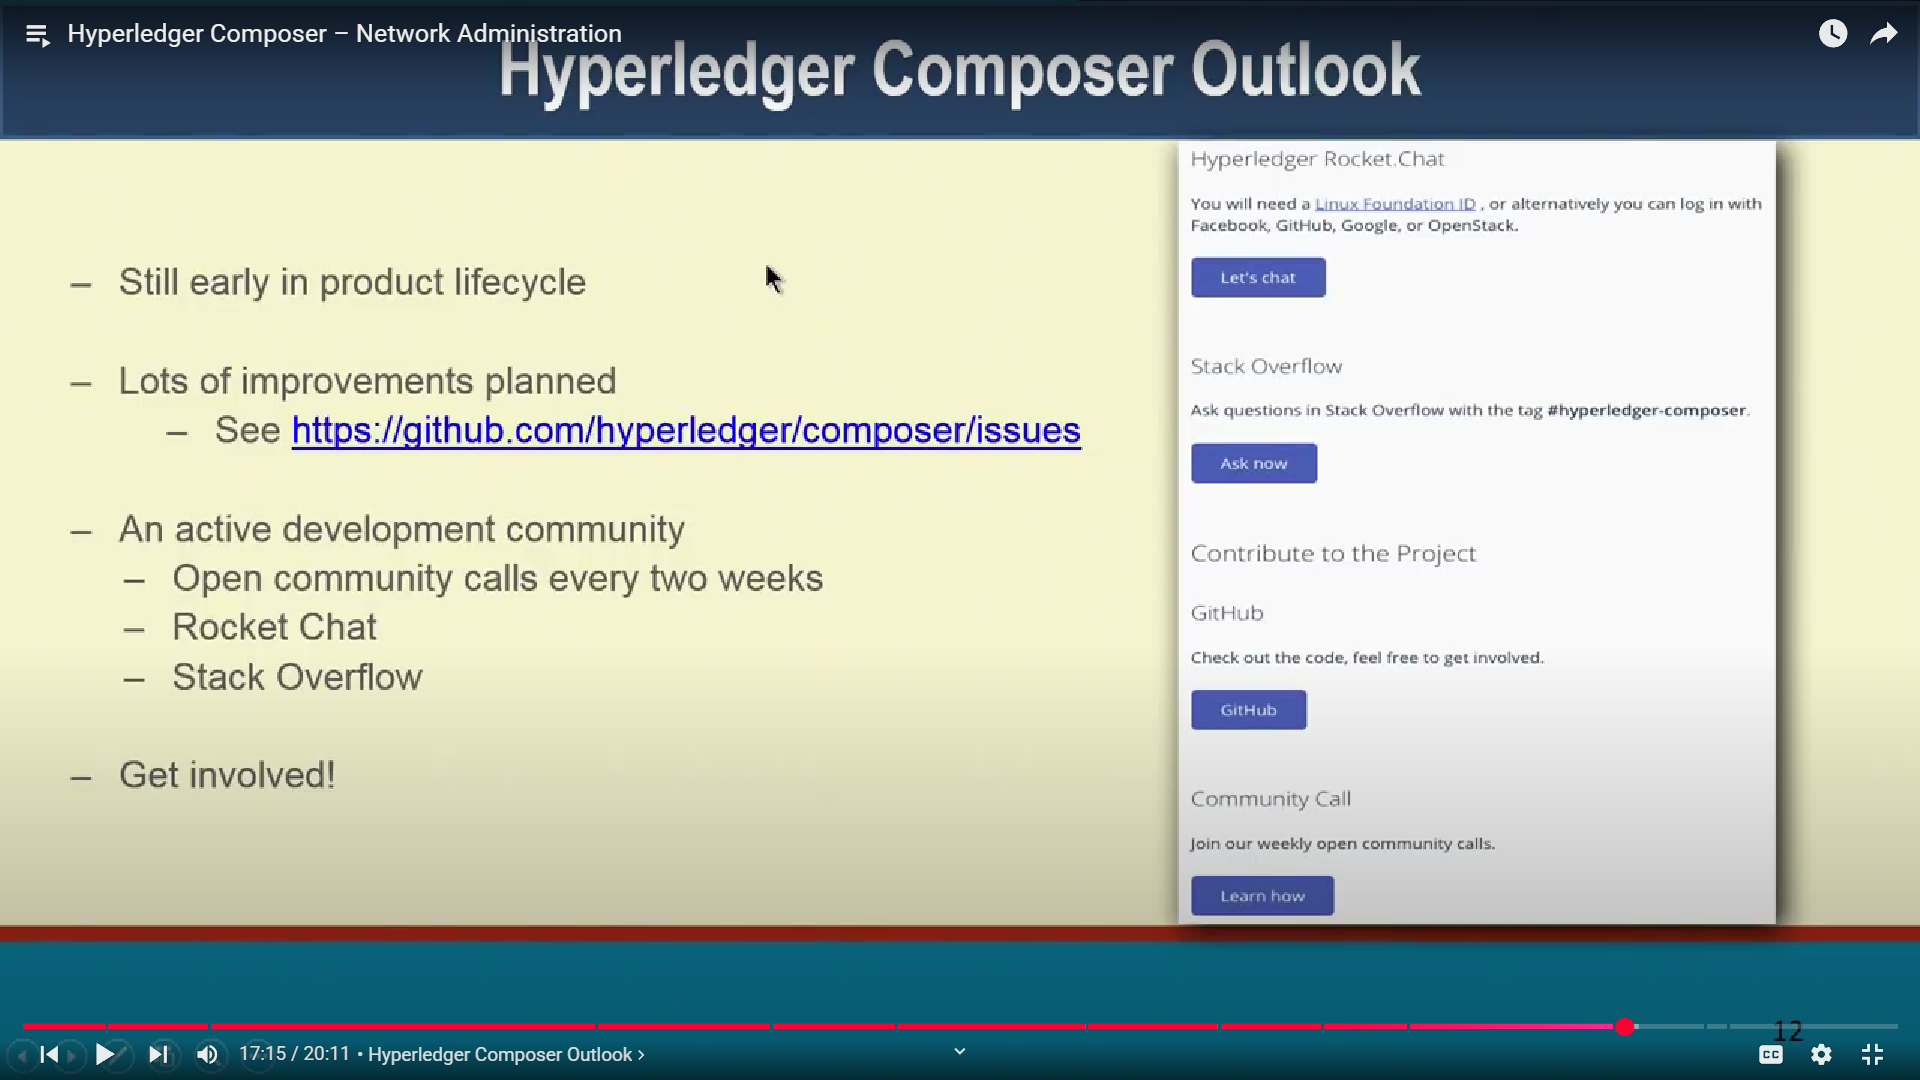 Hyperledger Composer – Network Administration
Hyperledger Composer Outlook
– Still early in product lifecycle
– Lots of improvements planned
– See https://github.com/hyperledger/composer/issues
– An active development community
– Open community calls every two weeks
– Rocket Chat
– Stack Overflow
– Get involved!
Hyperledger Rocket.Chat
You will need a Linux Foundation ID , or alternatively you can log in with
Facebook, GitHub, Google, or OpenStack.
Let's chat
Stack Overflow
Ask questions in Stack Overflow with the tag #hyperledger-composer.
Ask now
Contribute to the Project
GitHub
Check out the code, feel free to get involved.
GitHub
Community Call
Join our weekly open community calls.
Learn how
12
17:15 / 20:11 • Hyperledger Composer Outlook ›
CC